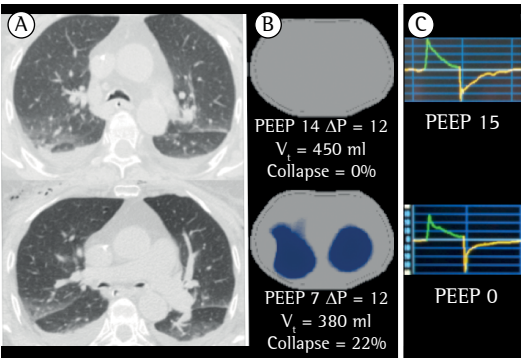 A
B
C
PEEP 14 ΔP = 12
Vt = 450 ml
Collapse = 0%
PEEP 15
PEEP 7 ΔP = 12
Vt = 380 ml
Collapse = 22%
PEEP 0